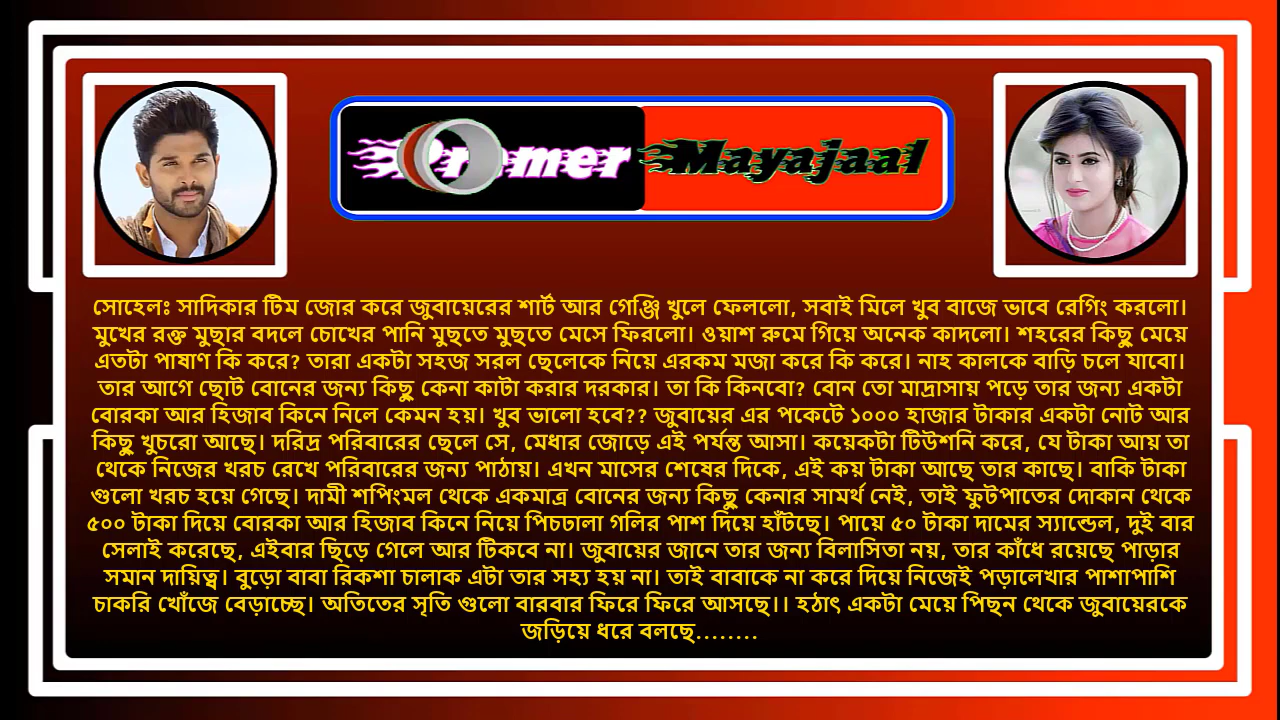 Premer Mayajaal
সোহেলঃ সাদিকার টিম জোর করে জুবায়েরের শার্ট আর গেঞ্জি খুলে ফেললো, সবাই মিলে খুব বাজে ভাবে রেগিং করলো।
মুখের রক্ত মুছার বদলে চোখের পানি মুছতে মুছতে মেসে ফিরলো। ওয়াশ রুমে গিয়ে অনেক কাদলো। শহরের কিছু মেয়ে
এতটা পাষাণ কি করে? তারা একটা সহজ সরল ছেলেকে নিয়ে এরকম মজা করে কি করে। নাহ কালকে বাড়ি চলে যাবো।
তার আগে ছোট বোনের জন্য কিছু কেনা কাটা করার দরকার। তা কি কিনবো? বোন তো মাদ্রাসায় পড়ে তার জন্য একটা
বোরকা আর হিজাব কিনে নিলে কেমন হয়। খুব ভালো হবে?? জুবায়ের এর পকেটে ১০০০ হাজার টাকার একটা নোট আর
কিছু খুচরো আছে। দরিদ্র পরিবারের ছেলে সে, মেধার জোড়ে এই পর্যন্ত আসা। কয়েকটা টিউশনি করে, যে টাকা আয় তা
থেকে নিজের খরচ রেখে পরিবারের জন্য পাঠায়। এখন মাসের শেষের দিকে, এই কয় টাকা আছে তার কাছে। বাকি টাকা
গুলো খরচ হয়ে গেছে। দামী শপিংমল থেকে একমাত্র বোনের জন্য কিছু কেনার সামর্থ নেই, তাই ফুটপাতের দোকান থেকে
৫০০ টাকা দিয়ে বোরকা আর হিজাব কিনে নিয়ে পিচঢালা গলির পাশ দিয়ে হাঁটছে। পায়ে ৫০ টাকা দামের স্যান্ডেল, দুই বার
সেলাই করেছে, এইবার ছিড়ে গেলে আর টিকবে না। জুবায়ের জানে তার জন্য বিলাসিতা নয়, তার কাঁধে রয়েছে পাড়ার
সমান দায়িত্ব। বুড়ো বাবা রিকশা চালাক এটা তার সহ্য হয় না। তাই বাবাকে না করে দিয়ে নিজেই পড়ালেখার পাশাপাশি
চাকরি খোঁজে বেড়াচ্ছে। অতিতের সৃতি গুলো বারবার ফিরে ফিরে আসছে।। হঠাৎ একটা মেয়ে পিছন থেকে জুবায়েরকে
জড়িয়ে ধরে বলছে........